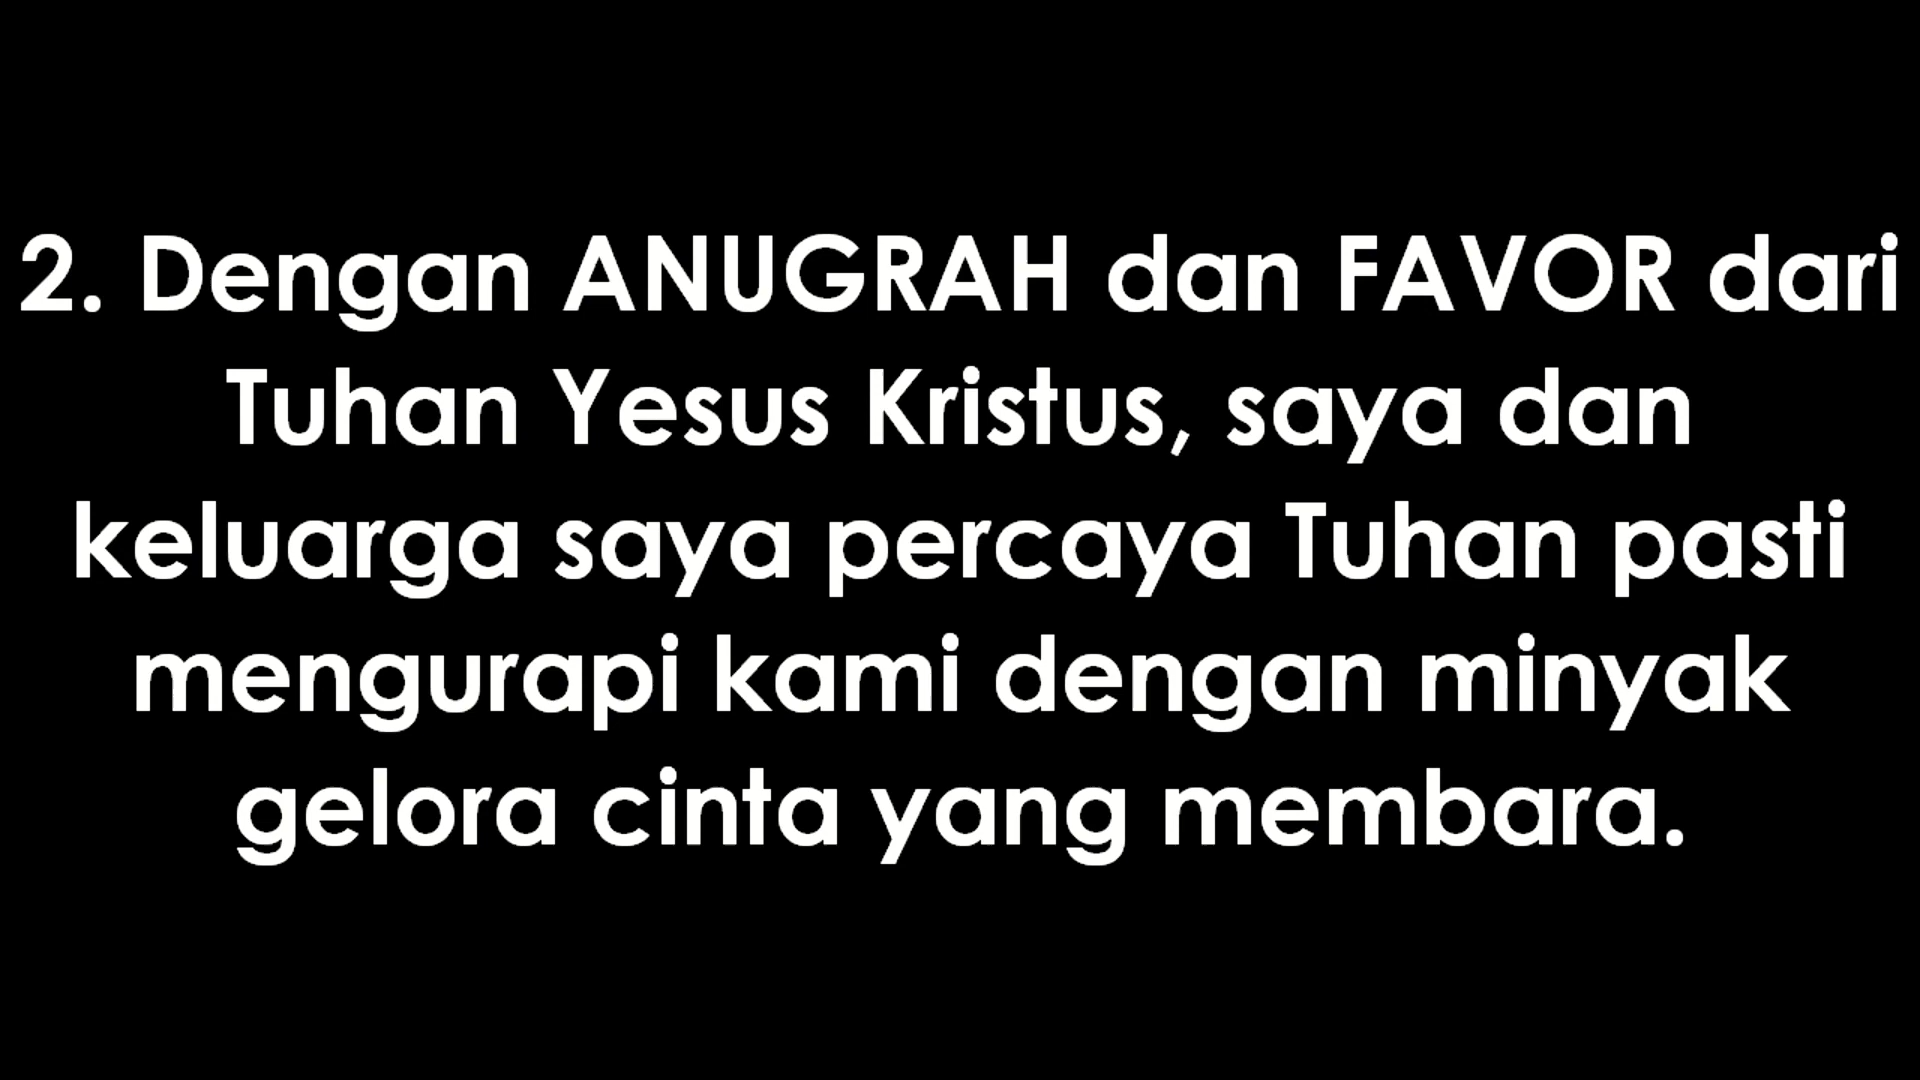 2. Dengan ANUGRAH dan FAVOR dari
Tuhan Yesus Kristus, saya dan
keluarga saya percaya Tuhan pasti
mengurapi kami dengan minyak
gelora cinta yang membara.